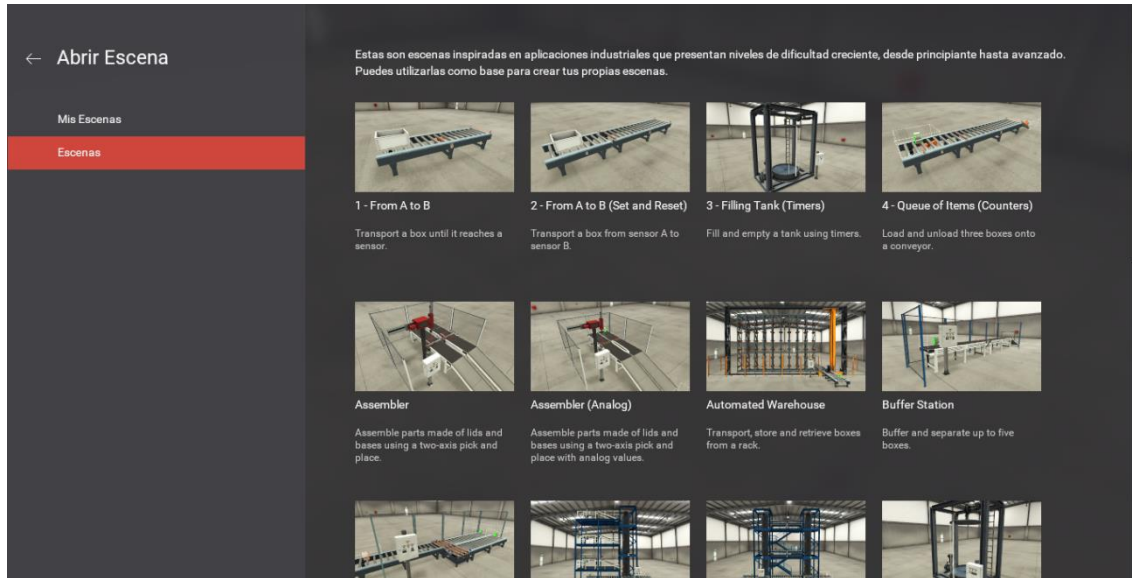 ← Abrir Escena
Mis Escenas
Escenas
Estas son escenas inspiradas en aplicaciones industriales que presentan niveles de dificultad creciente, desde principiante hasta avanzado.
Puedes utilizarlas como base para crear tus propias escenas.
1 - From A to B
Transport a box until it reaches a
sensor.
2 - From A to B (Set and Reset)
Transport a box from sensor A to
sensor B.
3 - Filling Tank (Timers)
Fill and empty a tank using timers.
4 - Queue of Items (Counters)
Load and unload three boxes onto
a conveyor.
Assembler
Assemble parts made of lids and
bases using a two-axis pick and
place.
Assembler (Analog)
Assemble parts made of lids and
bases using a two-axis pick and
place with analog values.
Automated Warehouse
Transport, store and retrieve boxes
from a rack.
Buffer Station
Buffer and separate up to five
boxes.